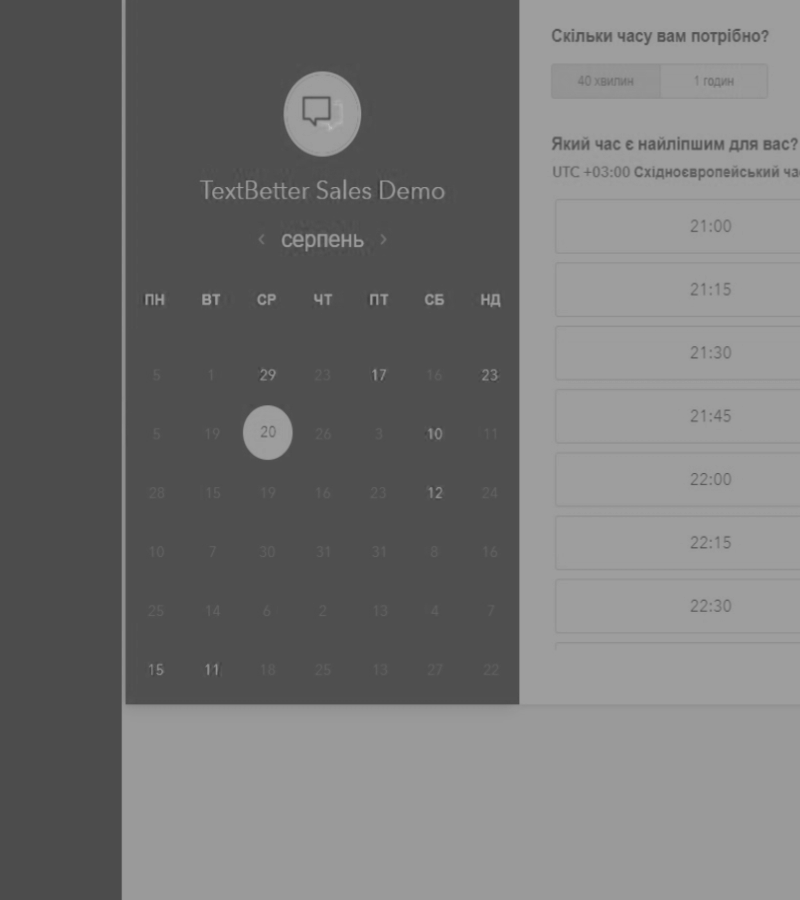 TextBetter Sales Demo
‹ серпень ›
ПН ВТ СР ЧТ ПТ СБ НД
5 1 29 23 17 16 23
5 19 20 26 3 10 11
28 15 19 16 23 12 24
10 7 30 31 31 8 16
25 14 6 2 13 4 7
15 11 18 25 13 27 22
Скільки часу вам потрібно?
40 хвилин 1 годин
Який час є найліпшим для вас?
UTC +03:00 Східноєвропейський ча
21:00
21:15
21:30
21:45
22:00
22:15
22:30